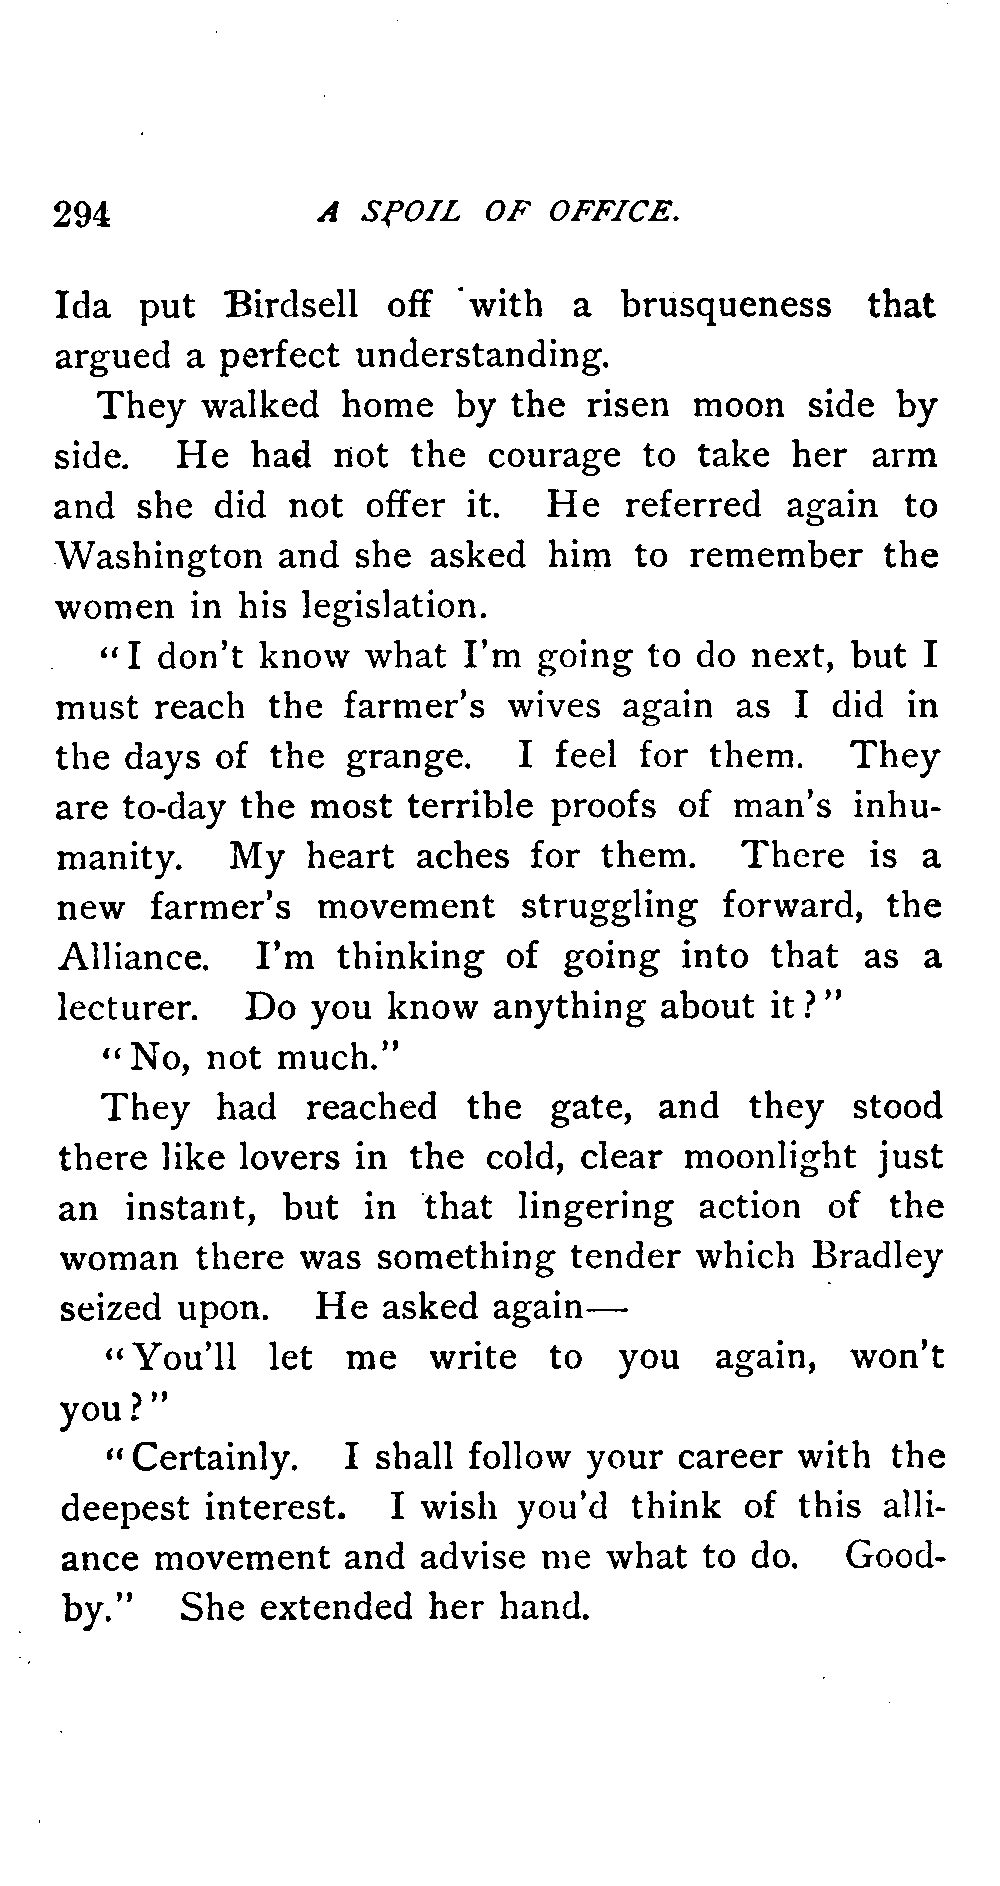 294 A SPOIL OF OFFICE.
Ida put Birdsell off with a brusqueness that
argued a perfect understanding.
They walked home by the risen moon side by
side. He had not the courage to take her arm
and she did not offer it. He referred again to
Washington and she asked him to remember the
women in his legislation.
"I don't know what I'm going to do next, but I
must reach the farmer's wives again as I did in
the days of the grange. I feel for them. They
are to-day the most terrible proofs of man's inhu-
manity. My heart aches for them. There is a
new farmer's movement struggling forward, the
Alliance. I'm thinking of going into that as a
lecturer. Do you know anything about it?"
"No, not much."
They had reached the gate, and they stood
there like lovers in the cold, clear moonlight just
an instant, but in that lingering action of the
woman there was something tender which Bradley
seized upon. He asked again—
"You'll let me write to you again, won't
you?"
"Certainly. I shall follow your career with the
deepest interest. I wish you'd think of this alli-
ance movement and advise me what to do. Good-
by." She extended her hand.